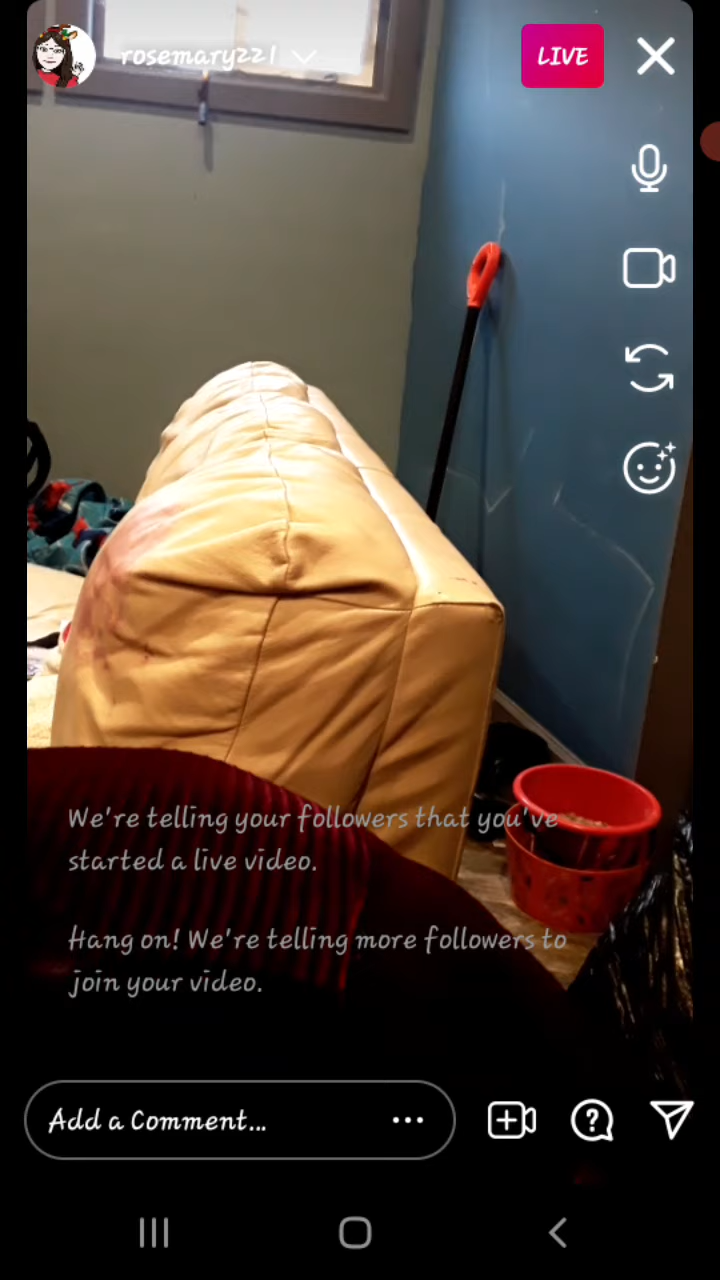 rosemary221
LIVE
We're telling your followers that you've
started a live video.
Hang on! We're telling more followers to
join your video.
Add a Comment...